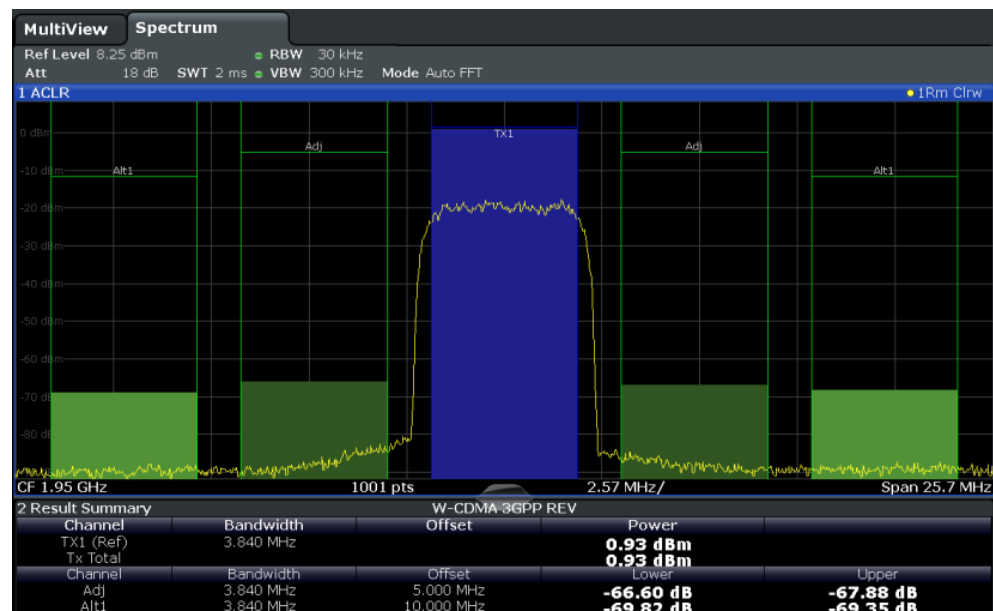 MultiView Spectrum
Ref Level 8.25 dBm RBW 30 kHz
Att 18 dB SWT 2 ms VBW 300 kHz Mode Auto FFT
1 ACLR 1Rm Clrw
0 dBm
TX1
Adj Adj
-10 dBm Alt1 Alt1
-20 dBm
-30 dBm
-40 dBm
-50 dBm
-60 dBm
-70 dB
-80 dB
CF 1.95 GHz 1001 pts 2.57 MHz/ Span 25.7 MHz
2 Result Summary W-CDMA 3GPP REV
Channel Bandwidth Offset Power
TX1 (Ref) 3.840 MHz 0.93 dBm
Tx Total 0.93 dBm
Channel Bandwidth Offset Lower Upper
Adj 3.840 MHz 5.000 MHz -66.60 dB -67.88 dB
Alt1 3.840 MHz 10.000 MHz -69.82 dB -69.35 dB